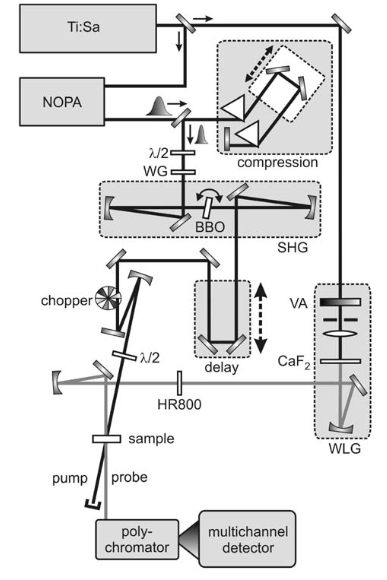 Ti:Sa
NOPA
λ/2
WG
compression
BBO
SHG
chopper
λ/2
delay
VA
CaF₂
HR800
WLG
sample
pump
probe
poly-
chromator
multichannel
detector